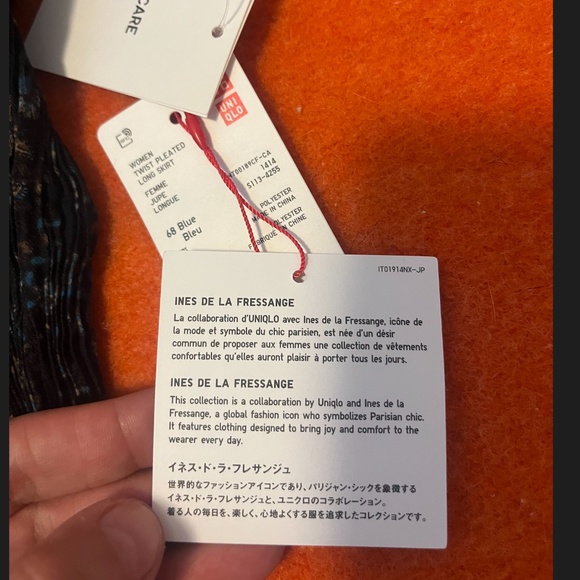 CARE
UNI
QLO
WOMEN
TWIST PLEATED
LONG SKIRT
FEMME
JUPE
LONGUE
68 Blue
Bleu
1414
5113-4255
POLYESTER
MADE IN CHINA
POLYESTER
FABRIQUE EN CHINE
IT01914NX-JP
INES DE LA FRESSANGE
La collaboration d'UNIQLO avec Ines de la Fressange, icône de
la mode et symbole du chic parisien, est née d'un désir
commun de proposer aux femmes une collection de vêtements
confortables qu'elles auront plaisir à porter tous les jours.
INES DE LA FRESSANGE
This collection is a collaboration by Uniqlo and Ines de la
Fressange, a global fashion icon who symbolizes Parisian chic.
It features clothing designed to bring joy and comfort to the
wearer every day.
イネス・ド・ラ・フレサンジュ
世界的なファッションアイコンであり、パリジャン・シックを象徴する
イネス・ド・ラ・フレサンジュと、ユニクロのコラボレーション。
着る人の毎日を、楽しく、心地よくする服を追求したコレクションです。